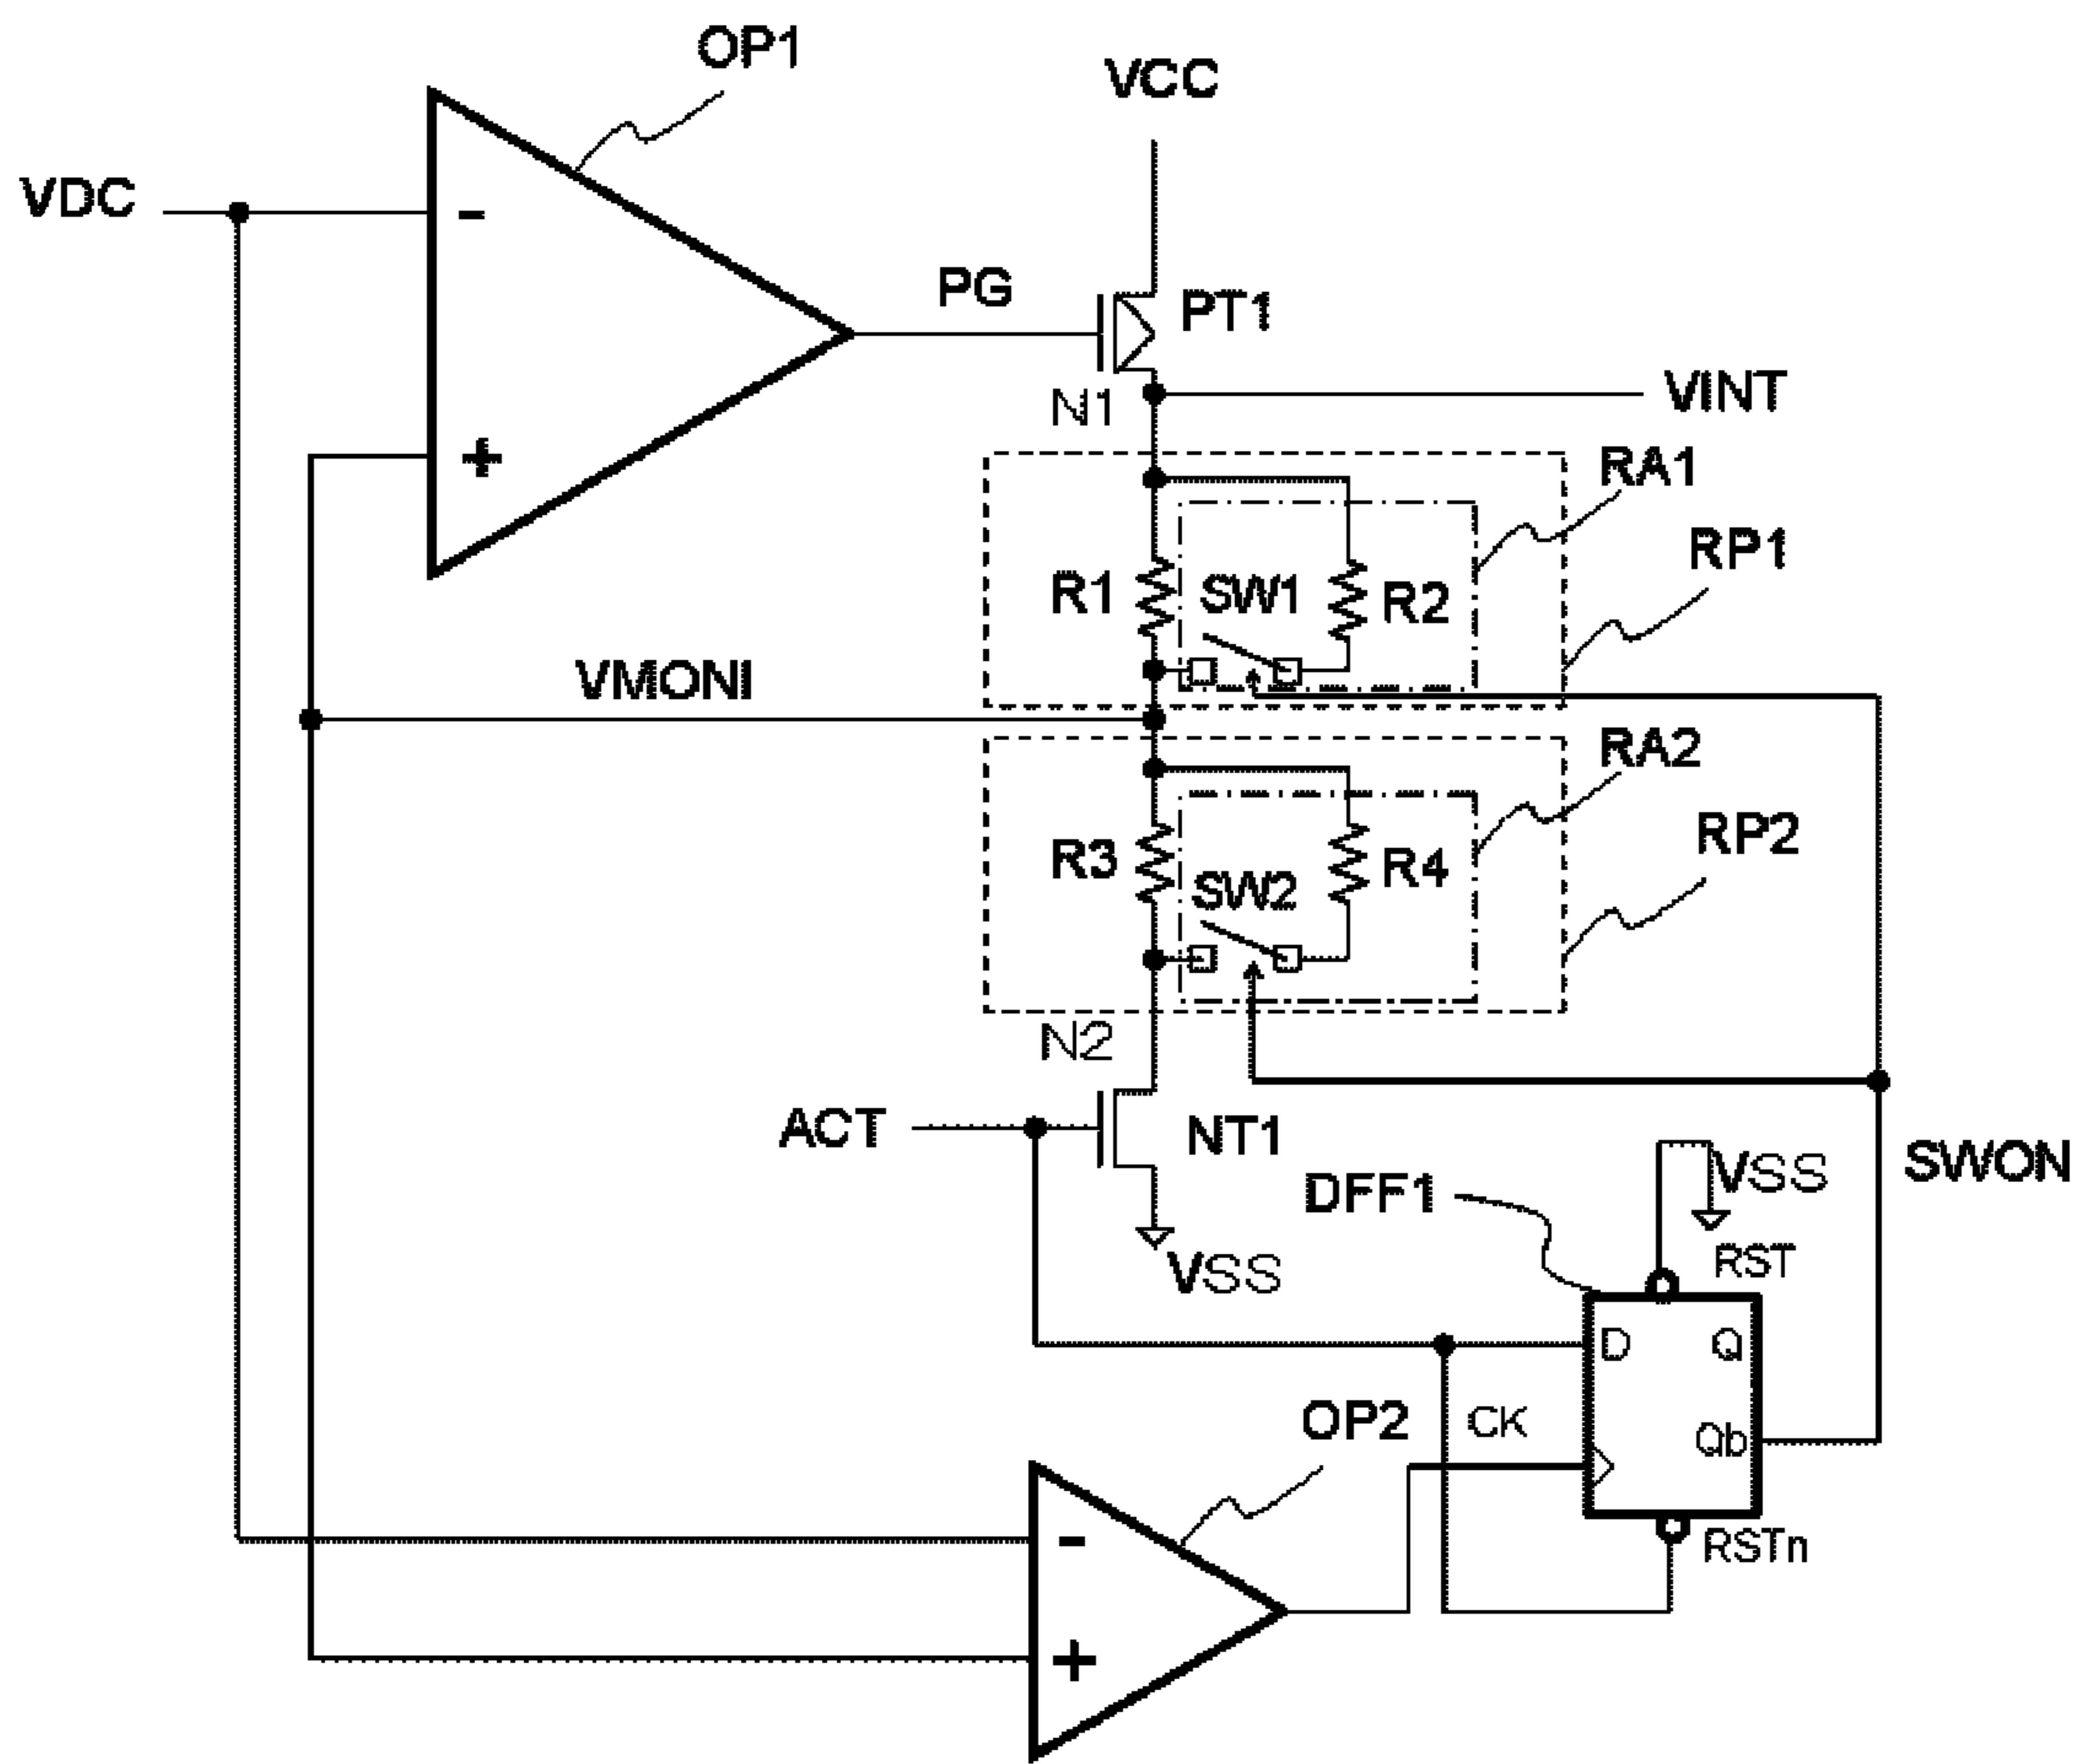 OP1
VCC
VDC
-
PG
PT1
N1
VINT
+
RA1
RP1
R1
SW1
R2
VMONI
RA2
RP2
R3
SW2
R4
N2
ACT
NT1
VSS
DFF1
VSS
SWON
RST
D
Q
OP2
CK
Qb
-
RSTn
+